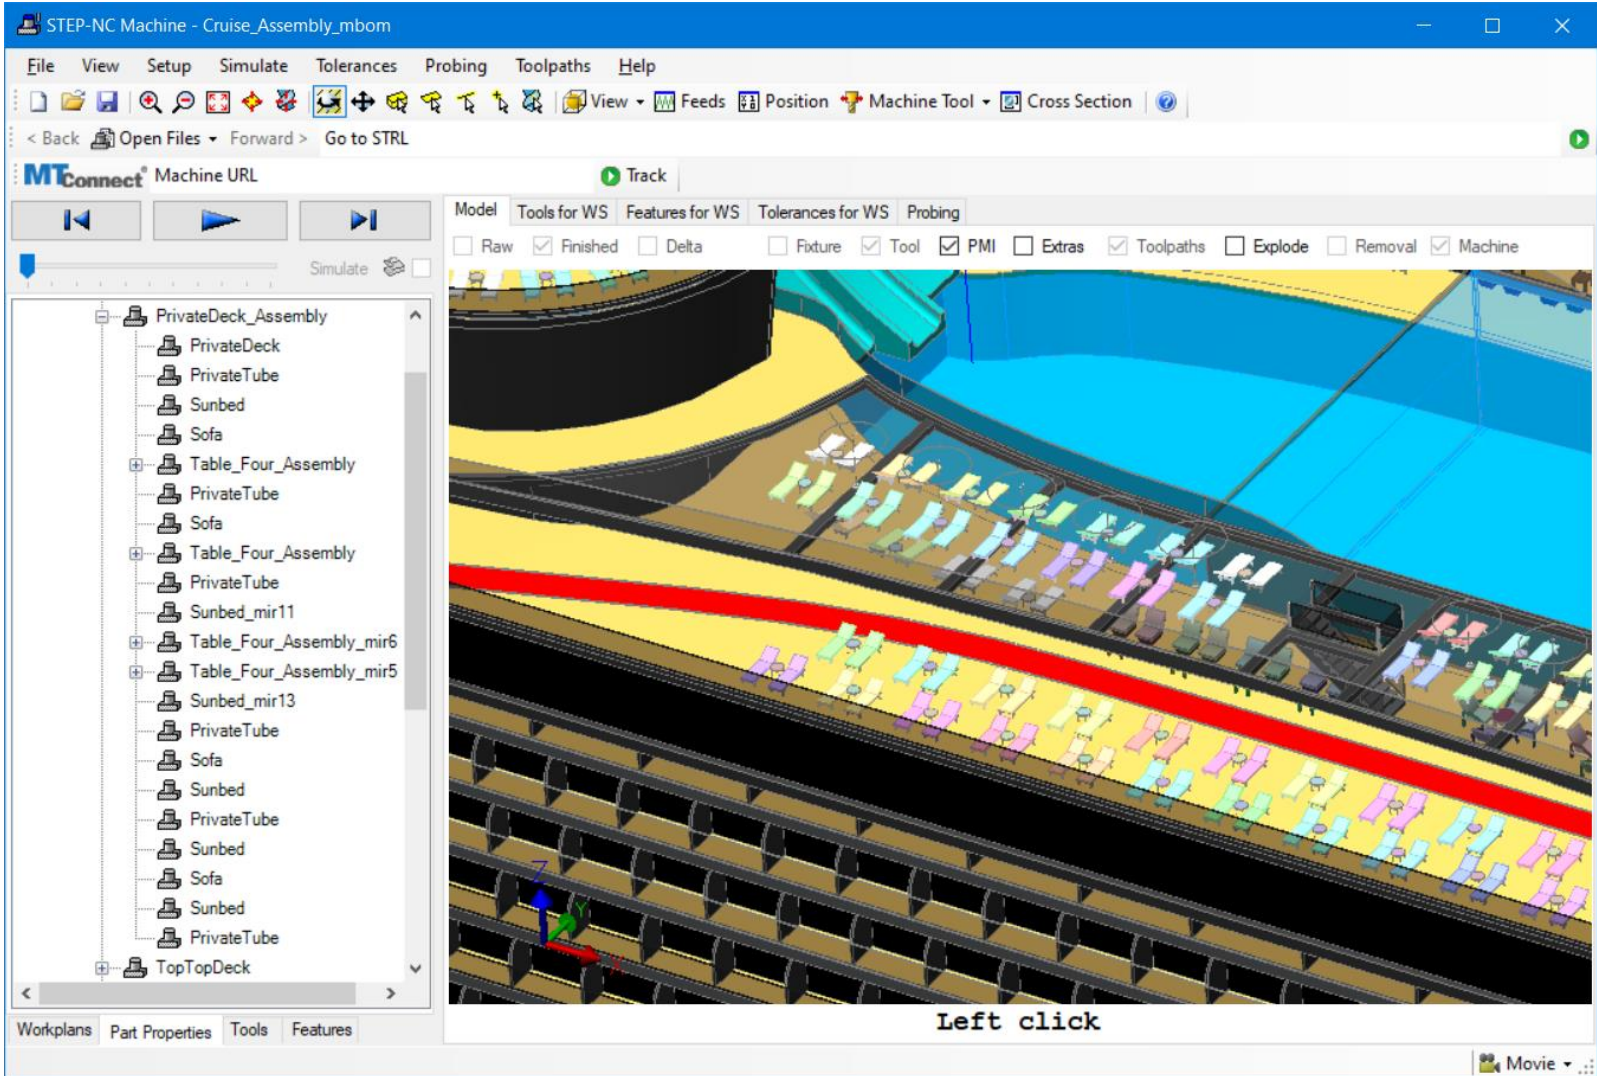 STEP-NC Machine - Cruise_Assembly_mbom
File View Setup Simulate Tolerances Probing Toolpaths Help
View Feeds Position Machine Tool Cross Section
< Back Open Files Forward > Go to STRL
MTConnect® Machine URL Track
Model Tools for WS Features for WS Tolerances for WS Probing
Raw Finished Delta Fixture Tool PMI Extras Toolpaths Explode Removal Machine
Simulate
PrivateDeck_Assembly
PrivateDeck
PrivateTube
Sunbed
Sofa
Table_Four_Assembly
PrivateTube
Sofa
Table_Four_Assembly
PrivateTube
Sunbed_mir11
Table_Four_Assembly_mir6
Table_Four_Assembly_mir5
Sunbed_mir13
PrivateTube
Sofa
Sunbed
PrivateTube
Sunbed
Sofa
Sunbed
PrivateTube
TopTopDeck
Z
Y
X
Workplans Part Properties Tools Features
Left click
Movie